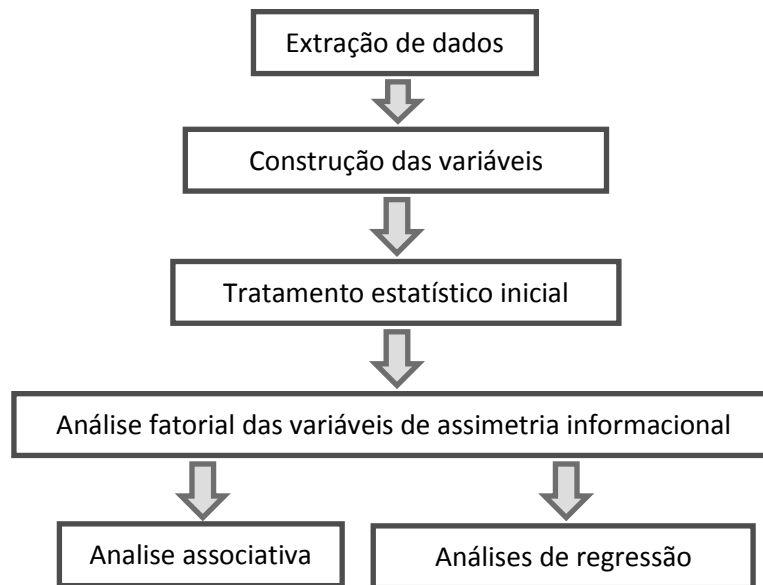 Extração de dados
Construção das variáveis
Tratamento estatístico inicial
Análise fatorial das variáveis de assimetria informacional
Analise associativa
Análises de regressão